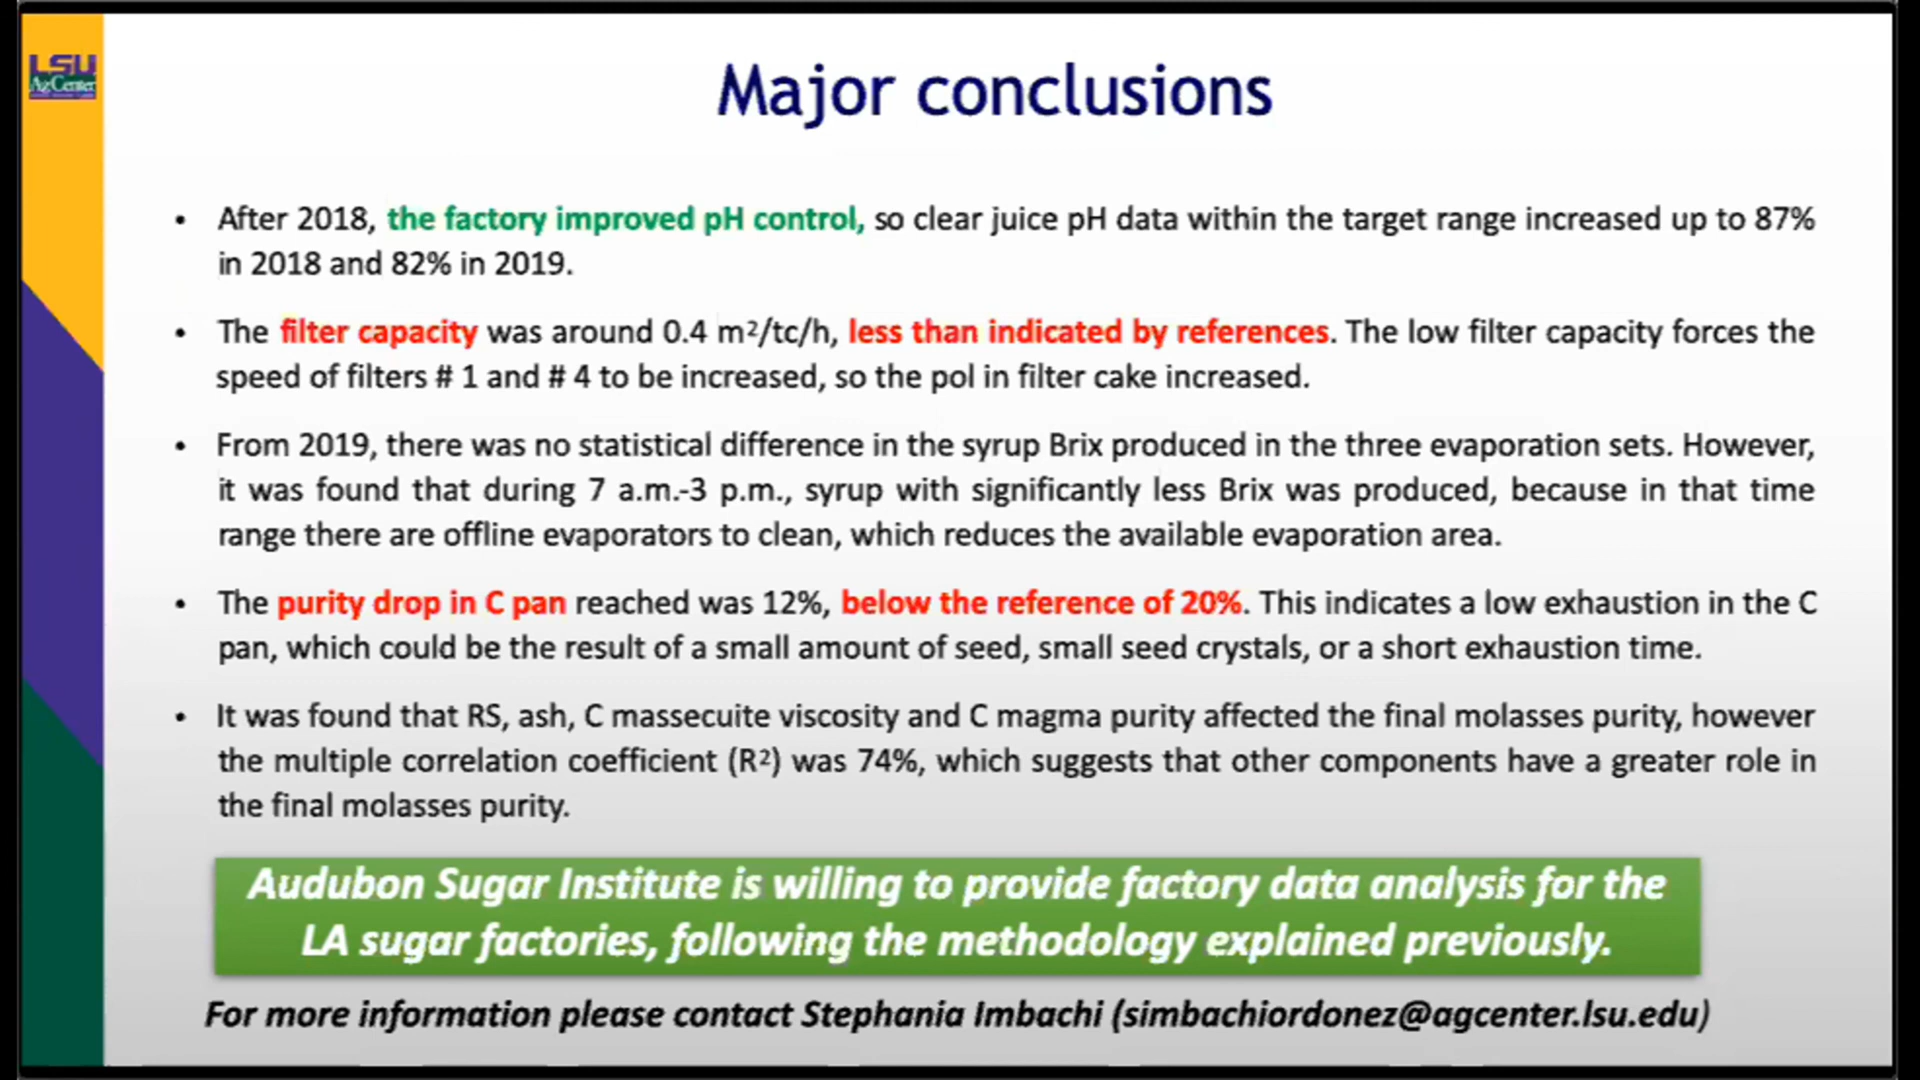 LSU
AgCenter
Major conclusions
• After 2018, the factory improved pH control, so clear juice pH data within the target range increased up to 87%
in 2018 and 82% in 2019.
• The filter capacity was around 0.4 m²/tc/h, less than indicated by references. The low filter capacity forces the
speed of filters # 1 and # 4 to be increased, so the pol in filter cake increased.
• From 2019, there was no statistical difference in the syrup Brix produced in the three evaporation sets. However,
it was found that during 7 a.m.-3 p.m., syrup with significantly less Brix was produced, because in that time
range there are offline evaporators to clean, which reduces the available evaporation area.
• The purity drop in C pan reached was 12%, below the reference of 20%. This indicates a low exhaustion in the C
pan, which could be the result of a small amount of seed, small seed crystals, or a short exhaustion time.
• It was found that RS, ash, C massecuite viscosity and C magma purity affected the final molasses purity, however
the multiple correlation coefficient (R²) was 74%, which suggests that other components have a greater role in
the final molasses purity.
Audubon Sugar Institute is willing to provide factory data analysis for the
LA sugar factories, following the methodology explained previously.
For more information please contact Stephania Imbachi (simbachiordonez@agcenter.lsu.edu)